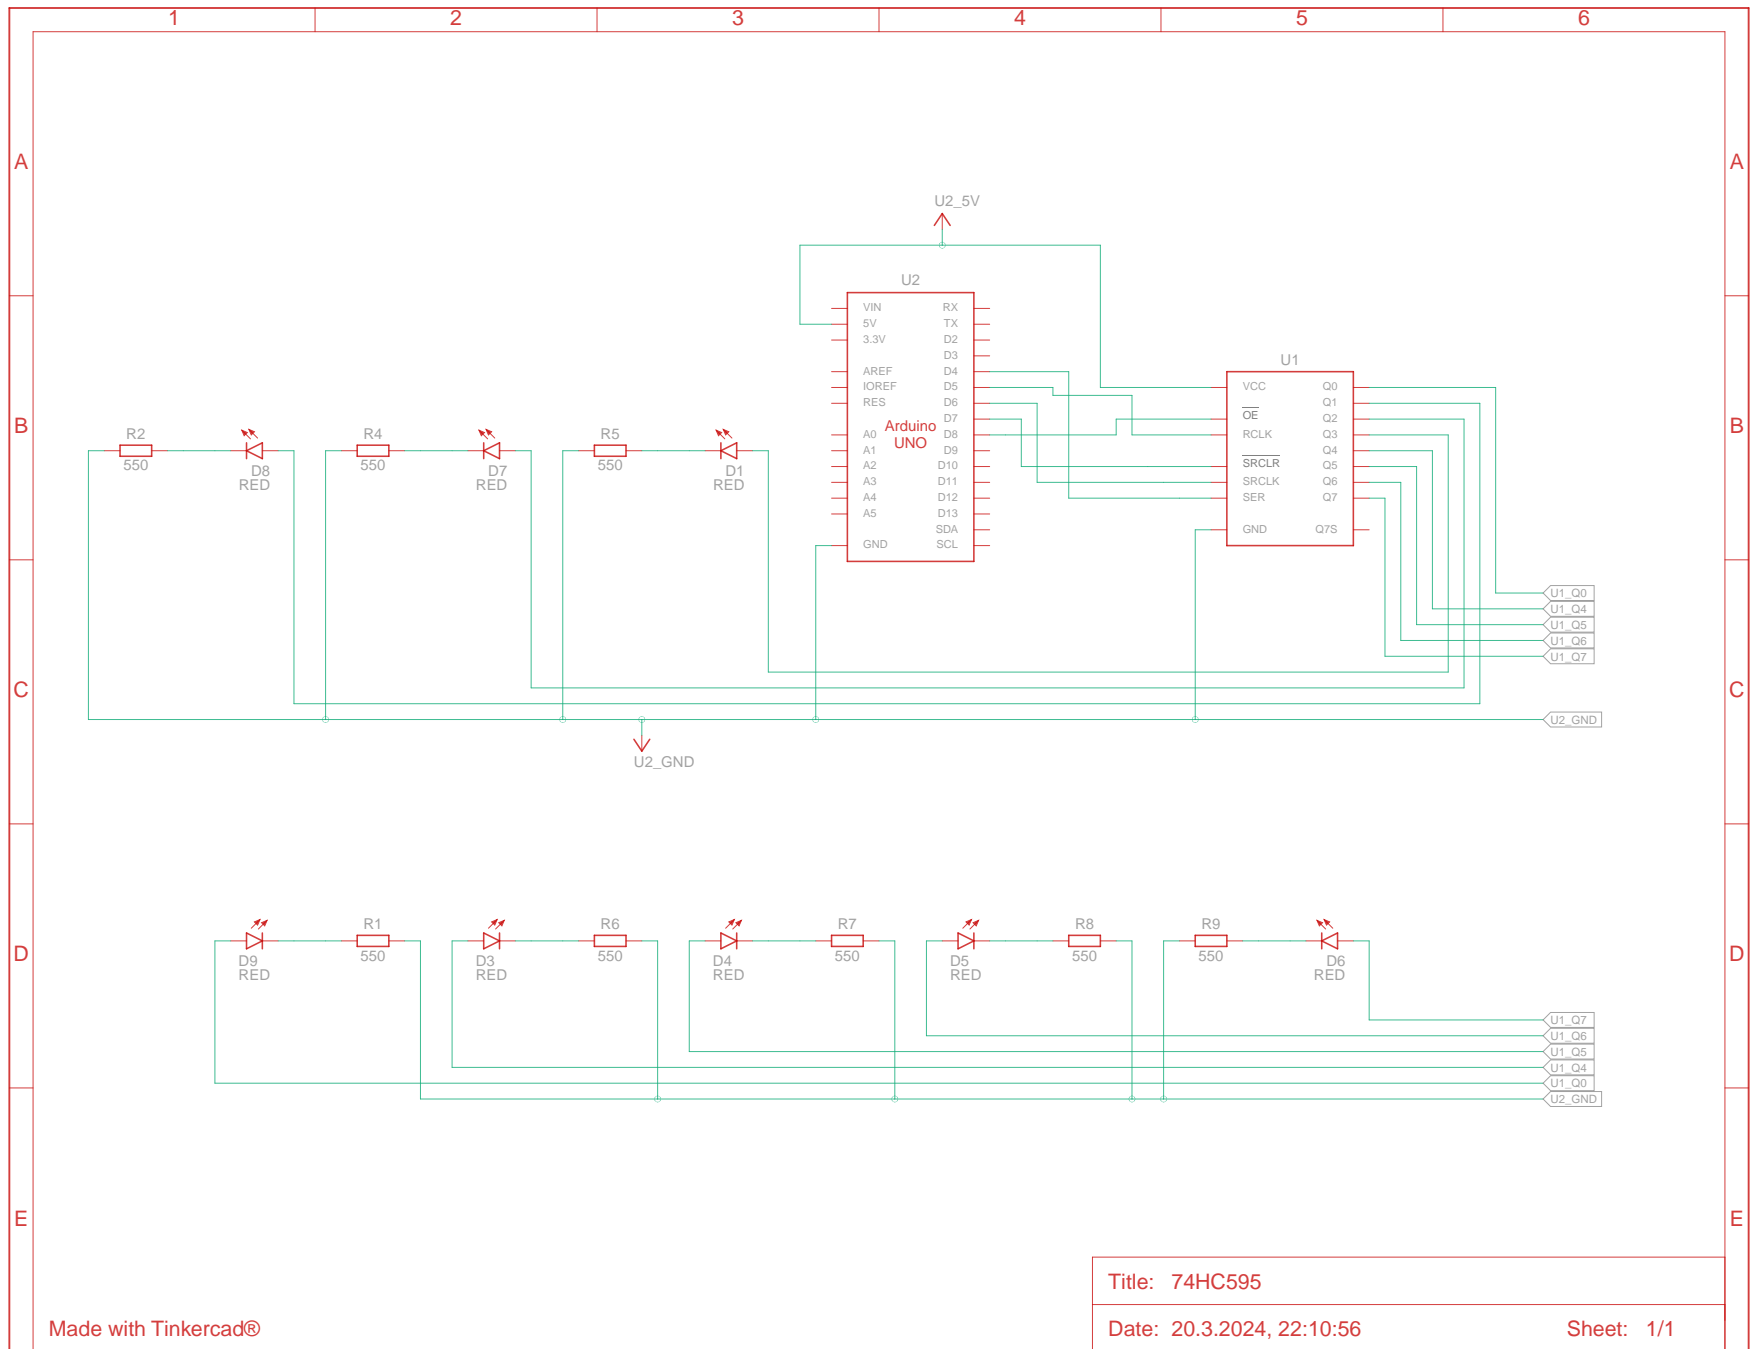 1 2 3 4 5 6
A A
U2_5V
U2
B B
VIN RX
5V TX
3.3V D2
D3
AREF D4
IOREF D5
RES D6
D7
A0 D8
A1 D9
A2 D10
A3 D11
A4 D12
A5 D13
SDA
GND SCL
Arduino
UNO
U1
VCC Q0
Q1
OE Q2
RCLK Q3
Q4
SRCLR Q5
SRCLK Q6
SER Q7
GND Q7S
R2 R4 R5
550 550 550
D8 D7 D1
RED RED RED
U1_Q0
U1_Q4
U1_Q5
U1_Q6
U1_Q7
C C
U2_GND
U2_GND
D D
R1 R6 R7 R8 R9
550 550 550 550 550
D9 D3 D4 D5 D6
RED RED RED RED RED
U1_Q7
U1_Q6
U1_Q5
U1_Q4
U1_Q0
U2_GND
E E
Title: 74HC595
Made with Tinkercad®
Date: 20.3.2024, 22:10:56 Sheet: 1/1